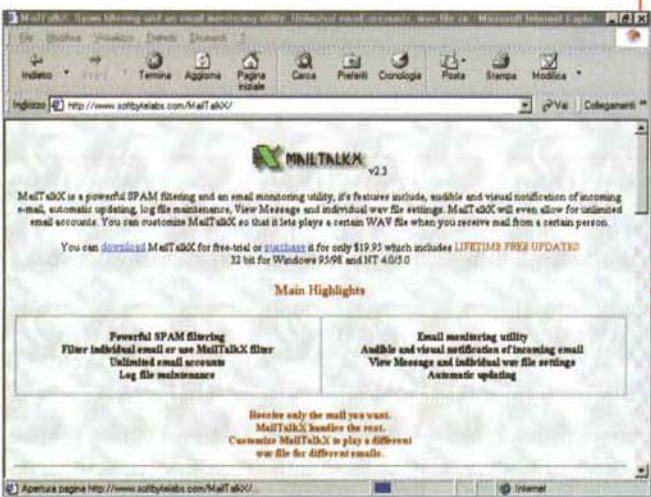 MailTalkX, Spam filtering and an email monitoring utility, Unlimited email accounts, wav file se - Microsoft Internet Explo
File Modifica Visualizza Preferiti Strumenti ?
Indietro Termina Aggiorna Pagina iniziale Cerca Preferiti Cronologia Posta Stampa Modifica
Indirizzo http://www.softbytelabs.com/MailTalkX/ Vai Collegamenti »
MAILTALKX v2.3
MailTalkX is a powerful SPAM filtering and an email monitoring utility, it's features include, audible and visual notification of incoming
e-mail, automatic updating, log file maintenance, View Message and individual wav file settings. MailTalkX will even allow for unlimited
email accounts. You can customize MailTalkX so that it lets plays a certain WAV file when you receive mail from a certain person.
You can download MailTalkX for free-trial or purchase it for only $19.95 which includes LIFETIME FREE UPDATES
32 bit for Windows 95/98 and NT 4.0/5.0
Main Highlights
Powerful SPAM filtering
Filter individual email or use MailTalkX filter
Unlimited email accounts
Log file maintenance
Email monitoring utility
Audible and visual notification of incoming email
View Message and individual wav file settings
Automatic updating
Receive only the mail you want.
MailTalkX handles the rest.
Customize MailTalkX to play a different
wav file for different emails.
Apertura pagina http://www.softbytelabs.com/MailTalkX/... Internet